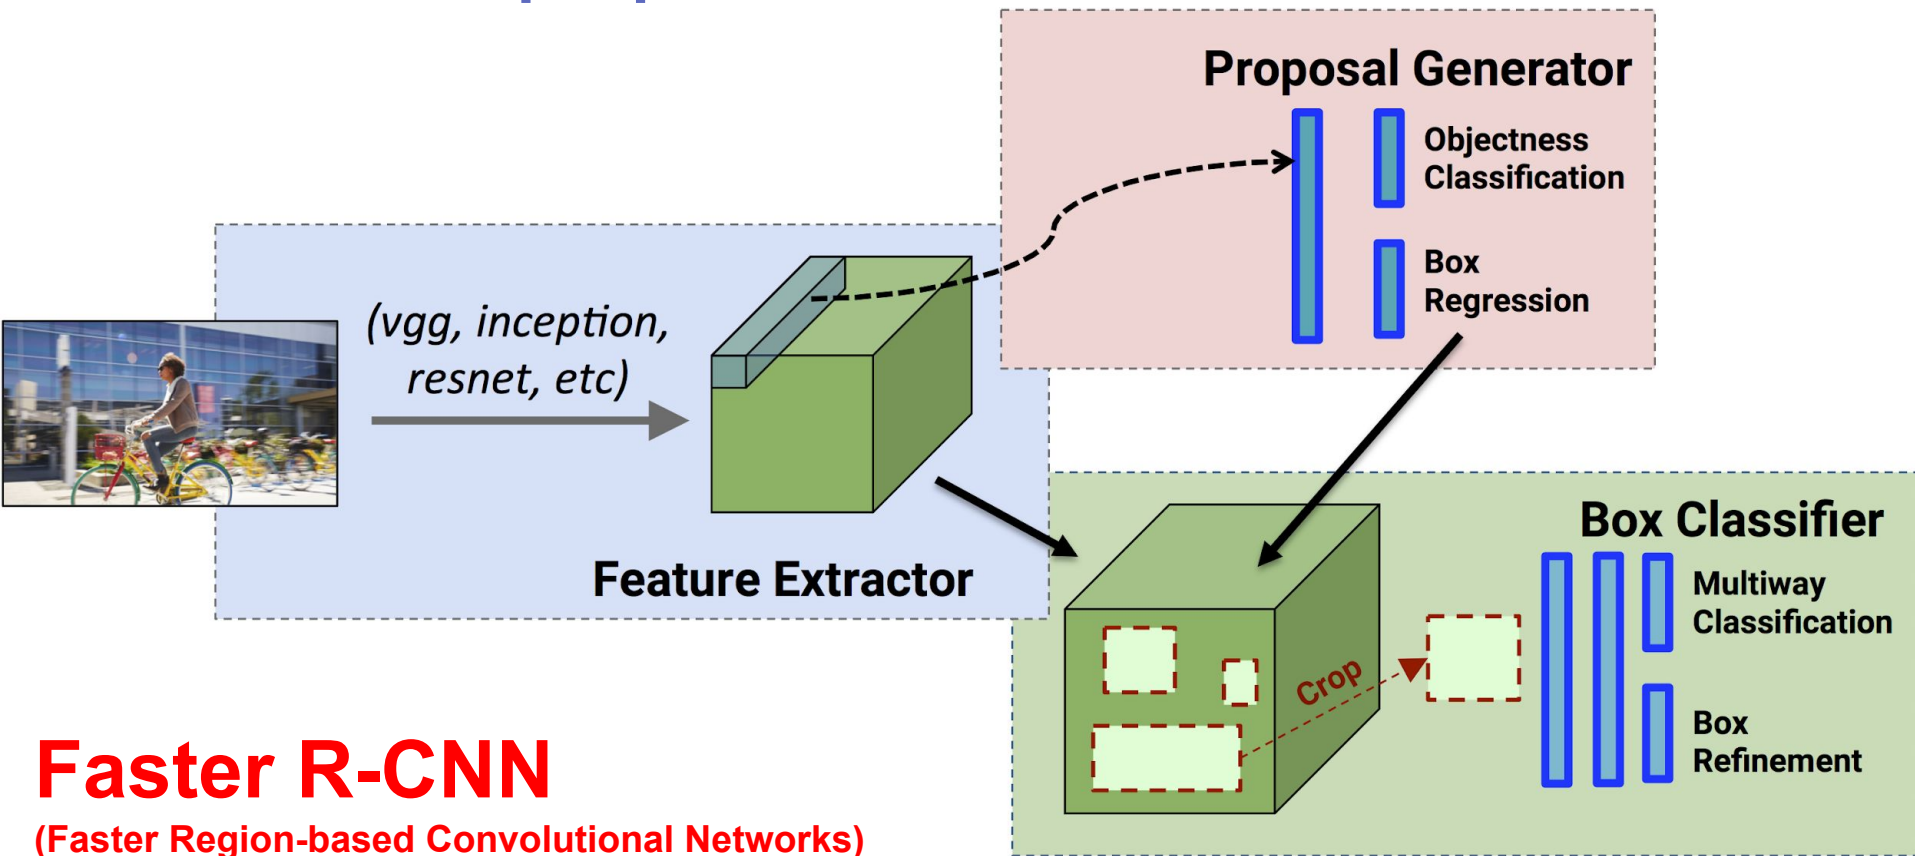 Proposal Generator
Objectness
Classification
Box
Regression
(vgg, inception,
resnet, etc)
Feature Extractor
Box Classifier
Multiway
Classification
Crop
Box
Refinement
Faster R-CNN
(Faster Region-based Convolutional Networks)